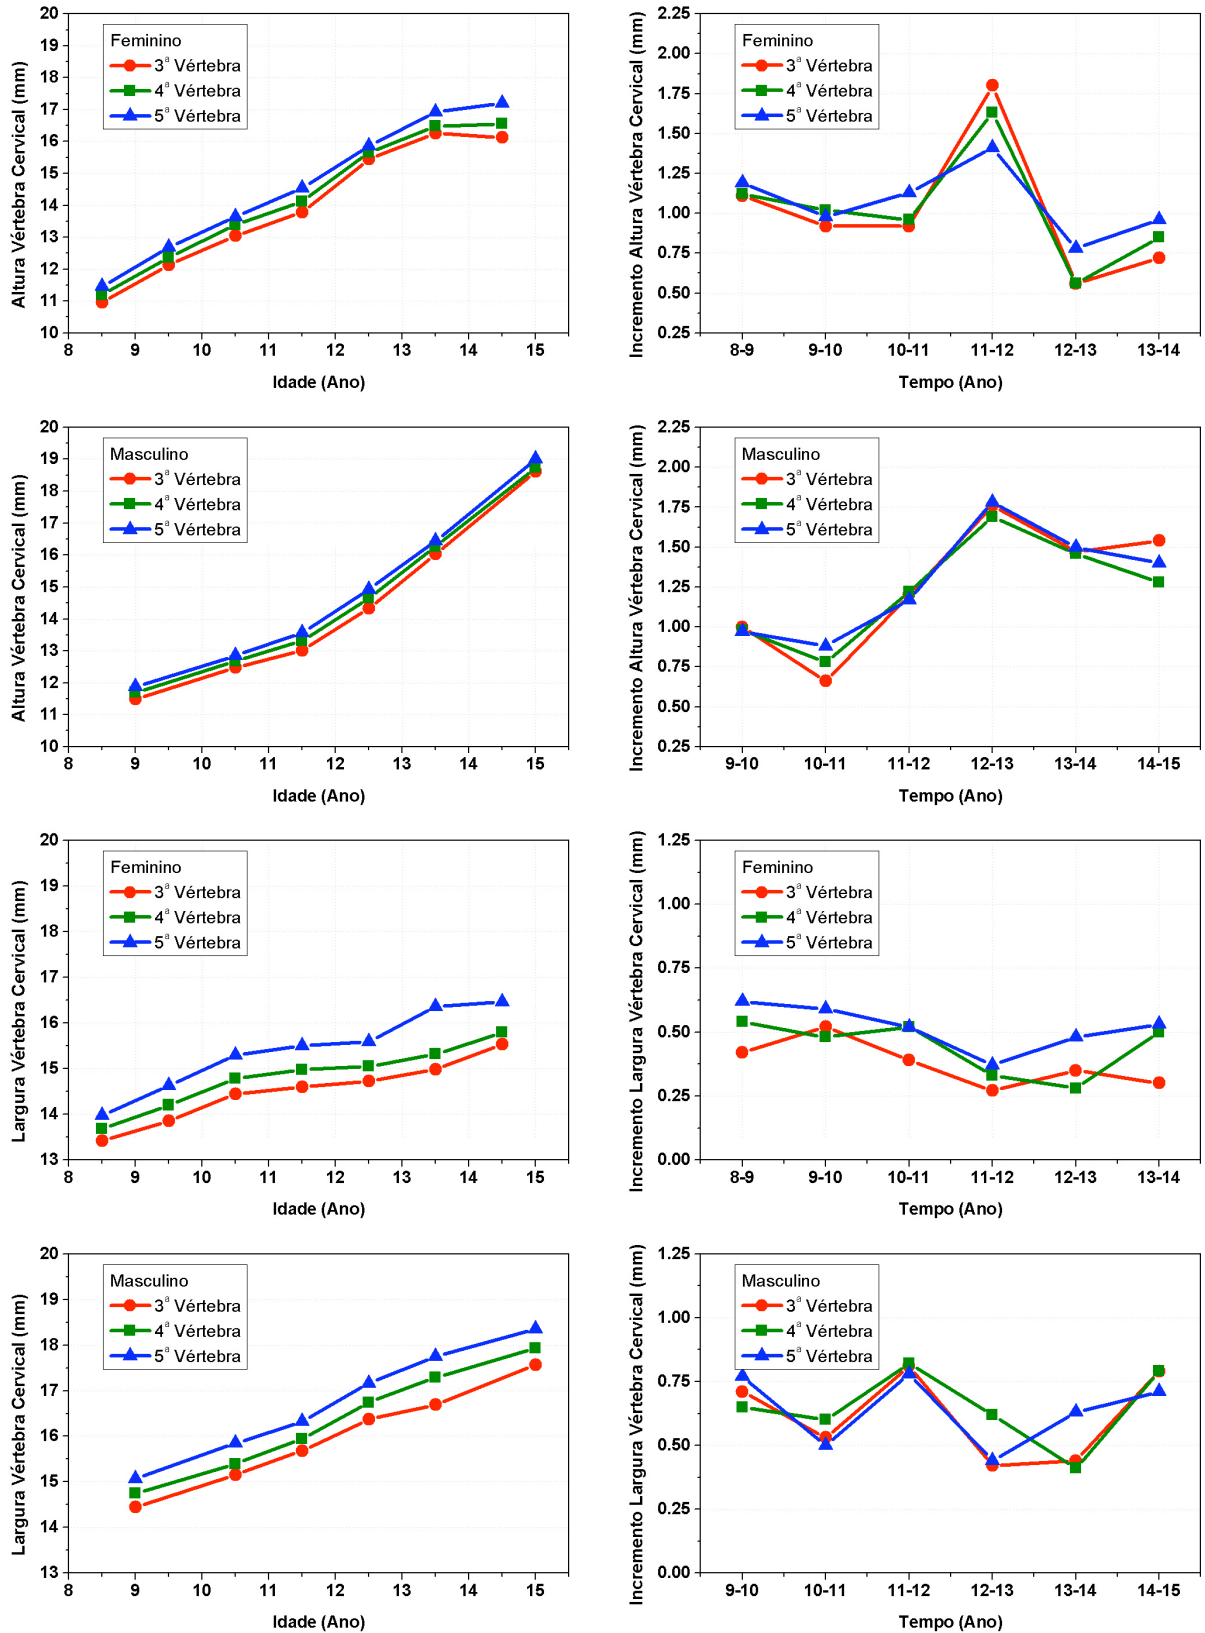 Feminino
3ª Vértebra
4ª Vértebra
5ª Vértebra
Altura Vértebra Cervical (mm)
20
19
18
17
16
15
14
13
12
11
10
8 9 10 11 12 13 14 15
Idade (Ano)
Feminino
3ª Vértebra
4ª Vértebra
5ª Vértebra
Incremento Altura Vértebra Cervical (mm)
2.25
2.00
1.75
1.50
1.25
1.00
0.75
0.50
0.25
8-9 9-10 10-11 11-12 12-13 13-14
Tempo (Ano)
Masculino
3ª Vértebra
4ª Vértebra
5ª Vértebra
Altura Vértebra Cervical (mm)
20
19
18
17
16
15
14
13
12
11
10
8 9 10 11 12 13 14 15
Idade (Ano)
Masculino
3ª Vértebra
4ª Vértebra
5ª Vértebra
Incremento Altura Vértebra Cervical (mm)
2.25
2.00
1.75
1.50
1.25
1.00
0.75
0.50
0.25
9-10 10-11 11-12 12-13 13-14 14-15
Tempo (Ano)
Feminino
3ª Vértebra
4ª Vértebra
5ª Vértebra
Largura Vértebra Cervical (mm)
20
19
18
17
16
15
14
13
8 9 10 11 12 13 14 15
Idade (Ano)
Feminino
3ª Vértebra
4ª Vértebra
5ª Vértebra
Incremento Largura Vértebra Cervical (mm)
1.25
1.00
0.75
0.50
0.25
0.00
8-9 9-10 10-11 11-12 12-13 13-14
Tempo (Ano)
Masculino
3ª Vértebra
4ª Vértebra
5ª Vértebra
Largura Vértebra Cervical (mm)
20
19
18
17
16
15
14
13
8 9 10 11 12 13 14 15
Idade (Ano)
Masculino
3ª Vértebra
4ª Vértebra
5ª Vértebra
Incremento Largura Vértebra Cervical (mm)
1.25
1.00
0.75
0.50
0.25
0.00
9-10 10-11 11-12 12-13 13-14 14-15
Tempo (Ano)